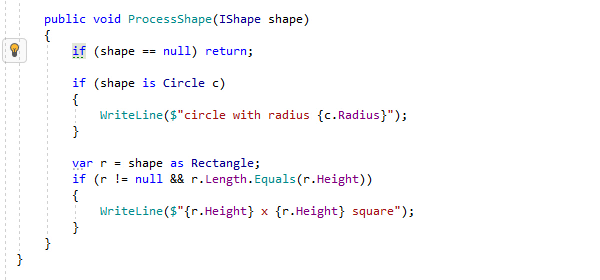 public void ProcessShape(IShape shape)
{
if (shape == null) return;
if (shape is Circle c)
{
WriteLine($"circle with radius {c.Radius}");
}
var r = shape as Rectangle;
if (r != null && r.Length.Equals(r.Height))
{
WriteLine($"{r.Height} x {r.Height} square");
}
}
}